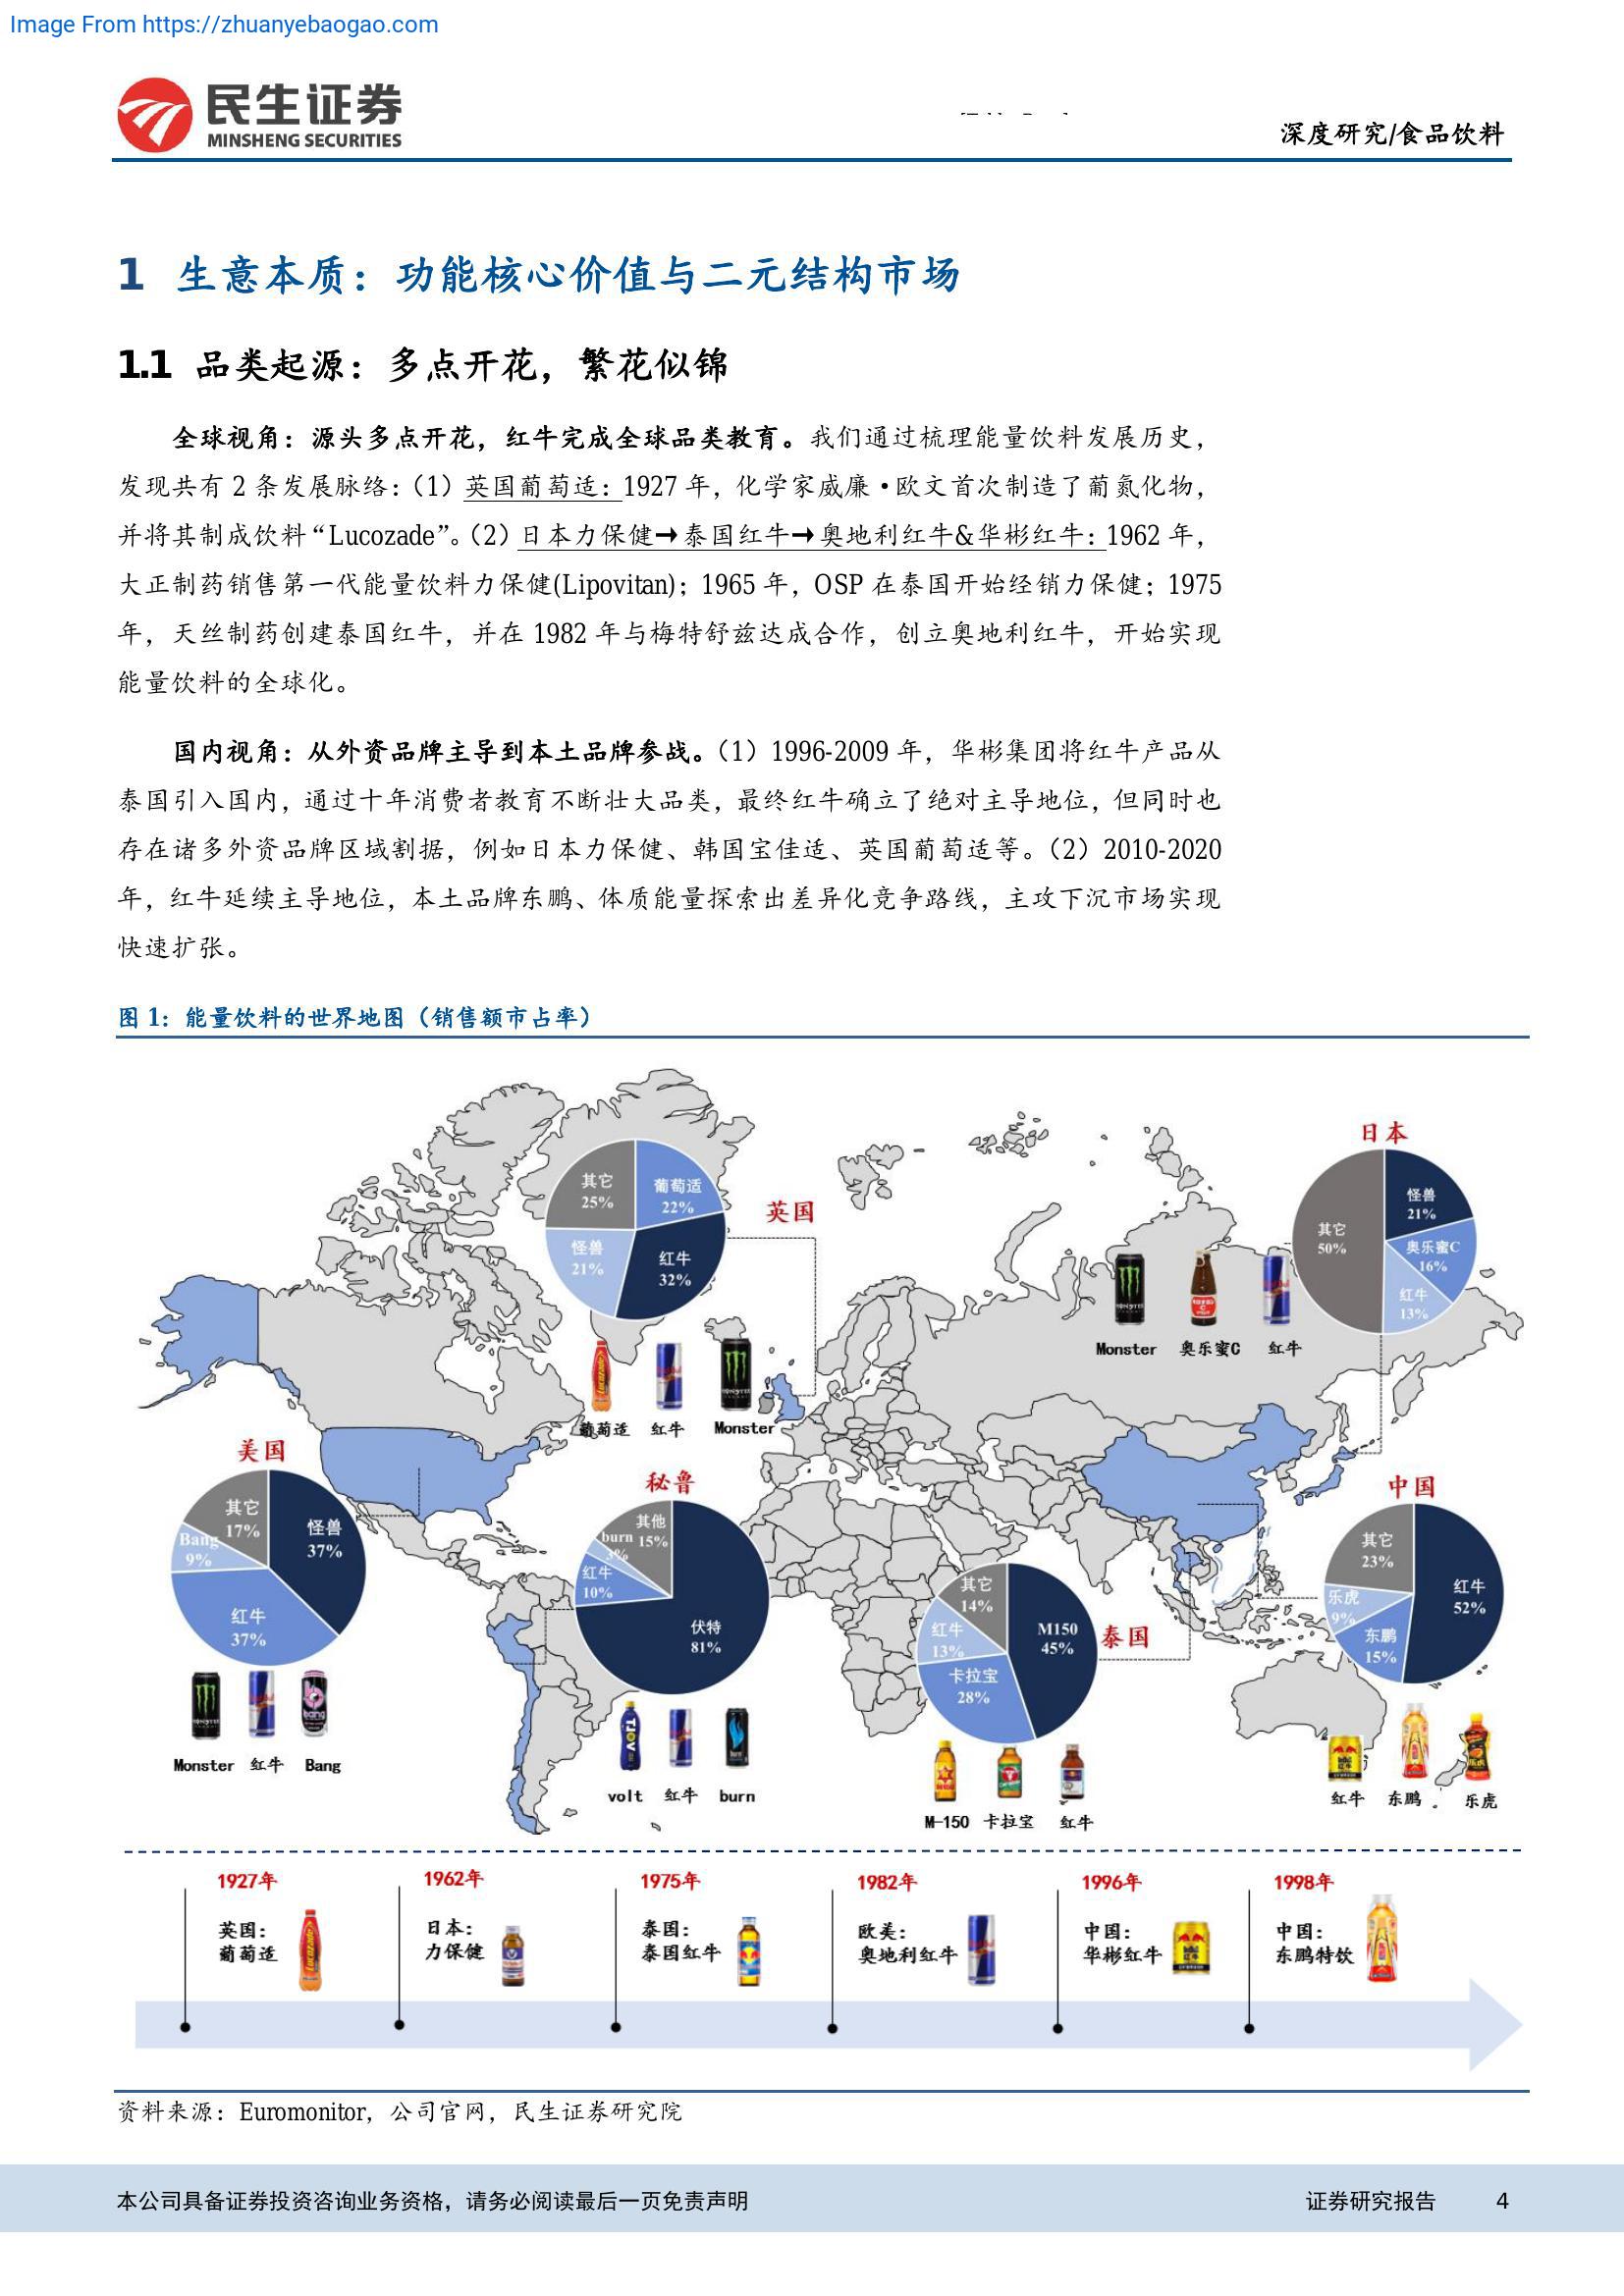 Image From https://zhuanyebaogao.com
民生证券
MINSHENG SECURITIES
深度研究/食品饮料
1 生意本质：功能核心价值与二元结构市场
1.1 品类起源：多点开花，繁花似锦
全球视角：源头多点开花，红牛完成全球品类教育。我们通过梳理能量饮料发展历史，
发现共有 2 条发展脉络：（1）英国葡萄适：1927 年，化学家威廉·欧文首次制造了葡氮化物，
并将其制成饮料“Lucozade”。（2）日本力保健→泰国红牛→奥地利红牛&华彬红牛：1962 年，
大正制药销售第一代能量饮料力保健(Lipovitan)；1965 年，OSP 在泰国开始经销力保健；1975
年，天丝制药创建泰国红牛，并在 1982 年与梅特舒兹达成合作，创立奥地利红牛，开始实现
能量饮料的全球化。
国内视角：从外资品牌主导到本土品牌参战。（1）1996-2009 年，华彬集团将红牛产品从
泰国引入国内，通过十年消费者教育不断壮大品类，最终红牛确立了绝对主导地位，但同时也
存在诸多外资品牌区域割据，例如日本力保健、韩国宝佳适、英国葡萄适等。（2）2010-2020
年，红牛延续主导地位，本土品牌东鹏、体质能量探索出差异化竞争路线，主攻下沉市场实现
快速扩张。
图 1：能量饮料的世界地图（销售额市占率）
英国
其它
25%
葡萄适
22%
怪兽
21%
红牛
32%
葡萄适 红牛 Monster
日本
其它
50%
怪兽
21%
奥乐蜜C
16%
红牛
13%
Monster 奥乐蜜C 红牛
美国
其它
17%
怪兽
37%
Bang
9%
红牛
37%
Monster 红牛 Bang
秘鲁
其他
15%
burn
3%
红牛
10%
伏特
81%
volt 红牛 burn
泰国
其它
14%
M150
45%
红牛
13%
卡拉宝
28%
M-150 卡拉宝 红牛
中国
其它
23%
红牛
52%
乐虎
9%
东鹏
15%
红牛 东鹏 乐虎
1927年
英国：
葡萄适
1962年
日本：
力保健
1975年
泰国：
泰国红牛
1982年
欧美：
奥地利红牛
1996年
中国：
华彬红牛
1998年
中国：
东鹏特饮
资料来源：Euromonitor，公司官网，民生证券研究院
本公司具备证券投资咨询业务资格，请务必阅读最后一页免责声明
证券研究报告 4